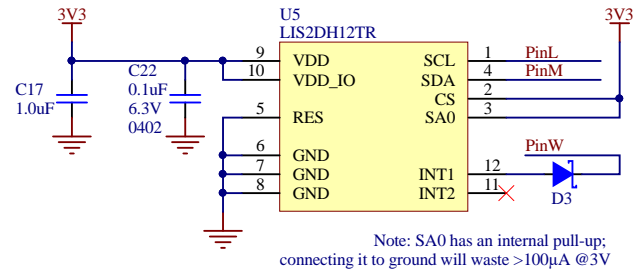 3V3
U5
3V3
LIS2DH12TR
9 VDD SCL 1 PinL
10 VDD_IO SDA 4 PinM
CS 2
5 RES SA0 3
C17
1.0uF
C22
0.1uF
6.3V
0402
6 GND
PinW
7 GND INT1 12
8 GND INT2 11
D3
Note: SA0 has an internal pull-up;
connecting it to ground will waste >100µA @3V